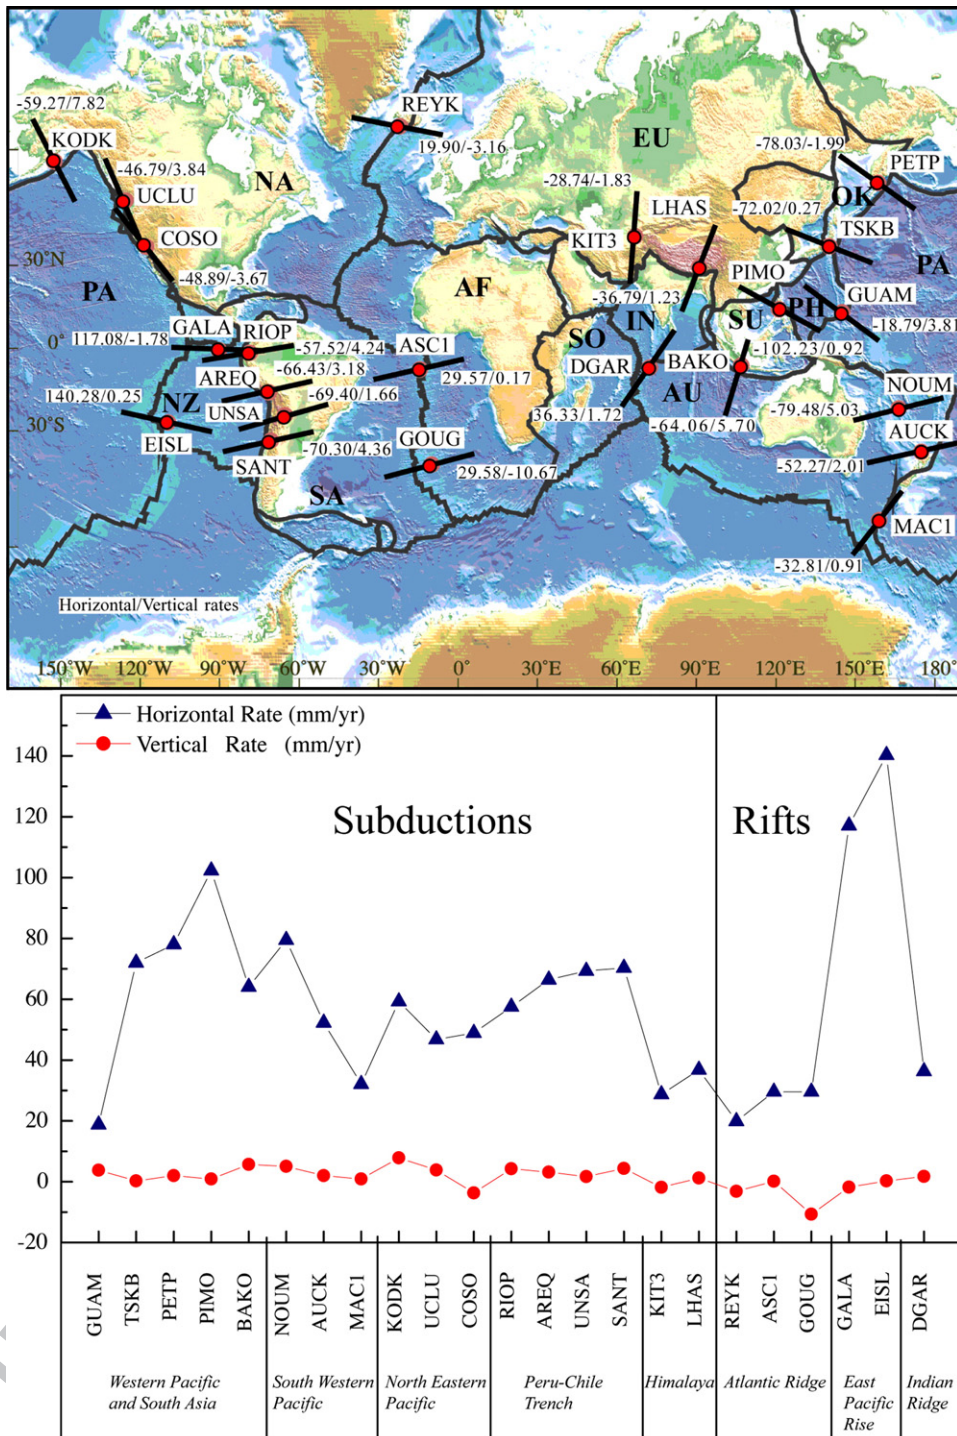 -59.27/7.82
KODK
-46.79/3.84
UCLU
COSO
-48.89/-3.67
NA
REYK
19.90/-3.16
EU
-28.74/-1.83
KIT3
LHAS
-36.79/1.23
-78.03/-1.99
PETP
OK
-72.02/0.27
TSKB
PA
PIMO
PH
GUAM
-18.79/3.81
SU
-102.23/0.92
30°N
PA
AF
IN
SO
GALA
RIOP
117.08/-1.78
0°
-57.52/4.24
ASC1
29.57/0.17
DGAR
36.33/1.72
BAKO
AU
-64.06/5.70
AREQ
-66.43/3.18
NZ
140.28/0.25
UNSA
-69.40/1.66
30°S
EISL
SANT
-70.30/4.36
SA
GOUG
29.58/-10.67
NOUM
-79.48/5.03
AUCK
-52.27/2.01
MAC1
-32.81/0.91
Horizontal/Vertical rates
150°W 120°W 90°W 60°W 30°W 0° 30°E 60°E 90°E 120°E 150°E 180°
Horizontal Rate (mm/yr)
Vertical Rate (mm/yr)
Subductions
Rifts
140
120
100
80
60
40
20
0
-20
GUAM
TSKB
PETP
PIMO
BAKO
NOUM
AUCK
MAC1
KODK
UCLU
COSO
RIOP
AREQ
UNSA
SANT
KIT3
LHAS
REYK
ASC1
GOUG
GALA
EISL
DGAR
Western Pacific
and South Asia
South Western
Pacific
North Eastern
Pacific
Peru-Chile
Trench
Himalaya
Atlantic Ridge
East
Pacific
Rise
Indian
Ridge